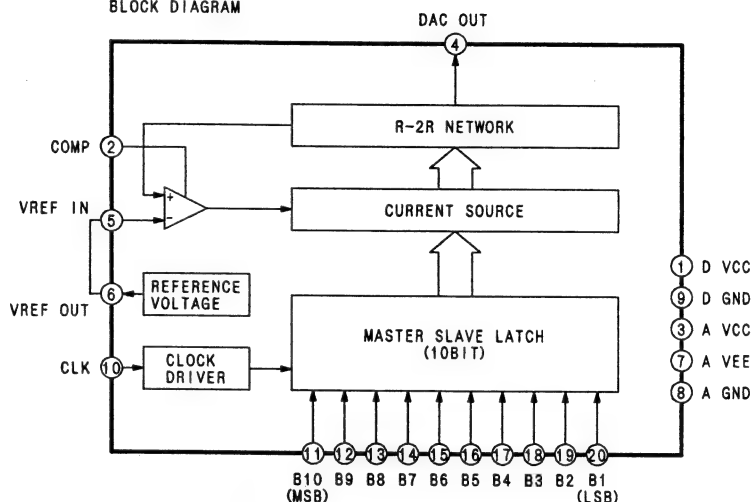 BLOCK DIAGRAM
DAC OUT
4
R-2R NETWORK
COMP 2
+
VREF IN 5
-
CURRENT SOURCE
1 D VCC
6
REFERENCE
VOLTAGE
9 D GND
VREF OUT
MASTER SLAVE LATCH
(10BIT)
3 A VCC
CLK 10
CLOCK
DRIVER
7 A VEE
8 A GND
11 12 13 14 15 16 17 18 19 20
B10 B9 B8 B7 B6 B5 B4 B3 B2 B1
(MSB) (LSB)